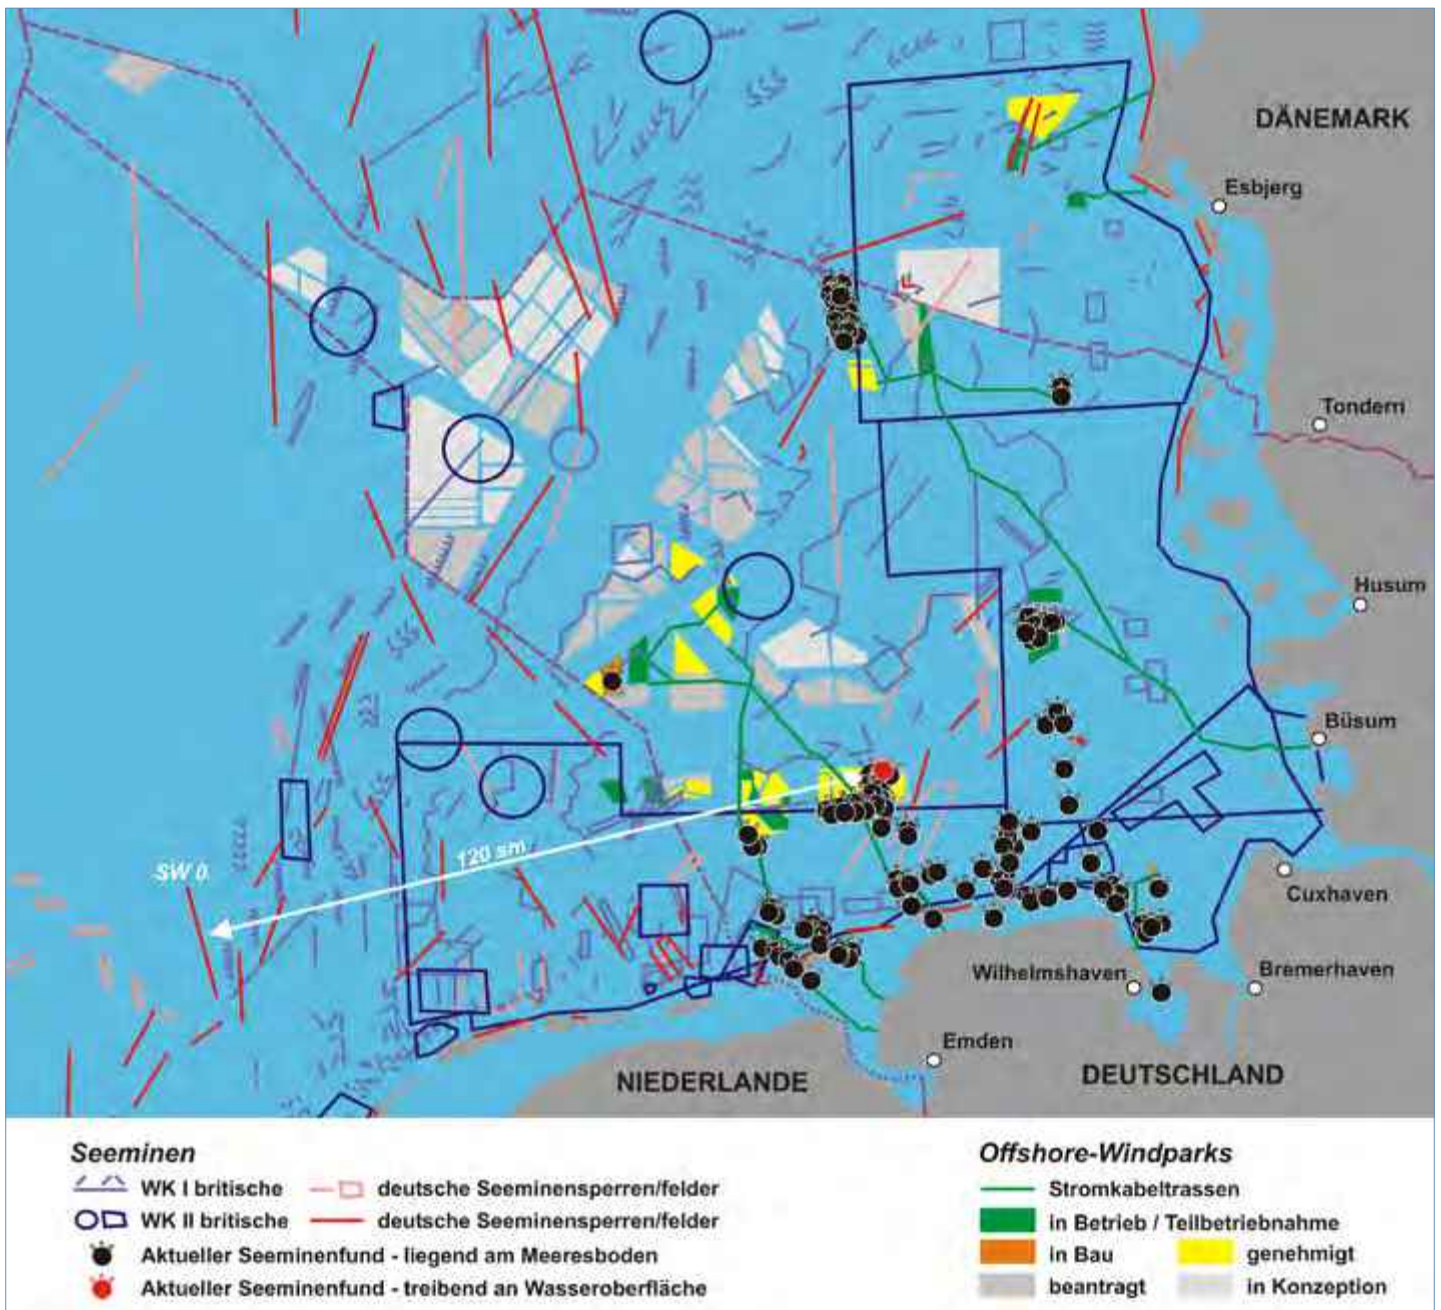 DÄNEMARK
Esbjerg
Tondern
Husum
Büsum
120 sm
SW 0
Cuxhaven
Wilhelmshaven
Bremerhaven
Emden
NIEDERLANDE
DEUTSCHLAND
Seeminen
WK I britische
deutsche Seeminensperren/felder
WK II britische
deutsche Seeminensperren/felder
Aktueller Seeminenfund - liegend am Meeresboden
Aktueller Seeminenfund - treibend an Wasseroberfläche
Offshore-Windparks
Stromkabeltrassen
in Betrieb / Teilbetriebnahme
in Bau
genehmigt
beantragt
in Konzeption